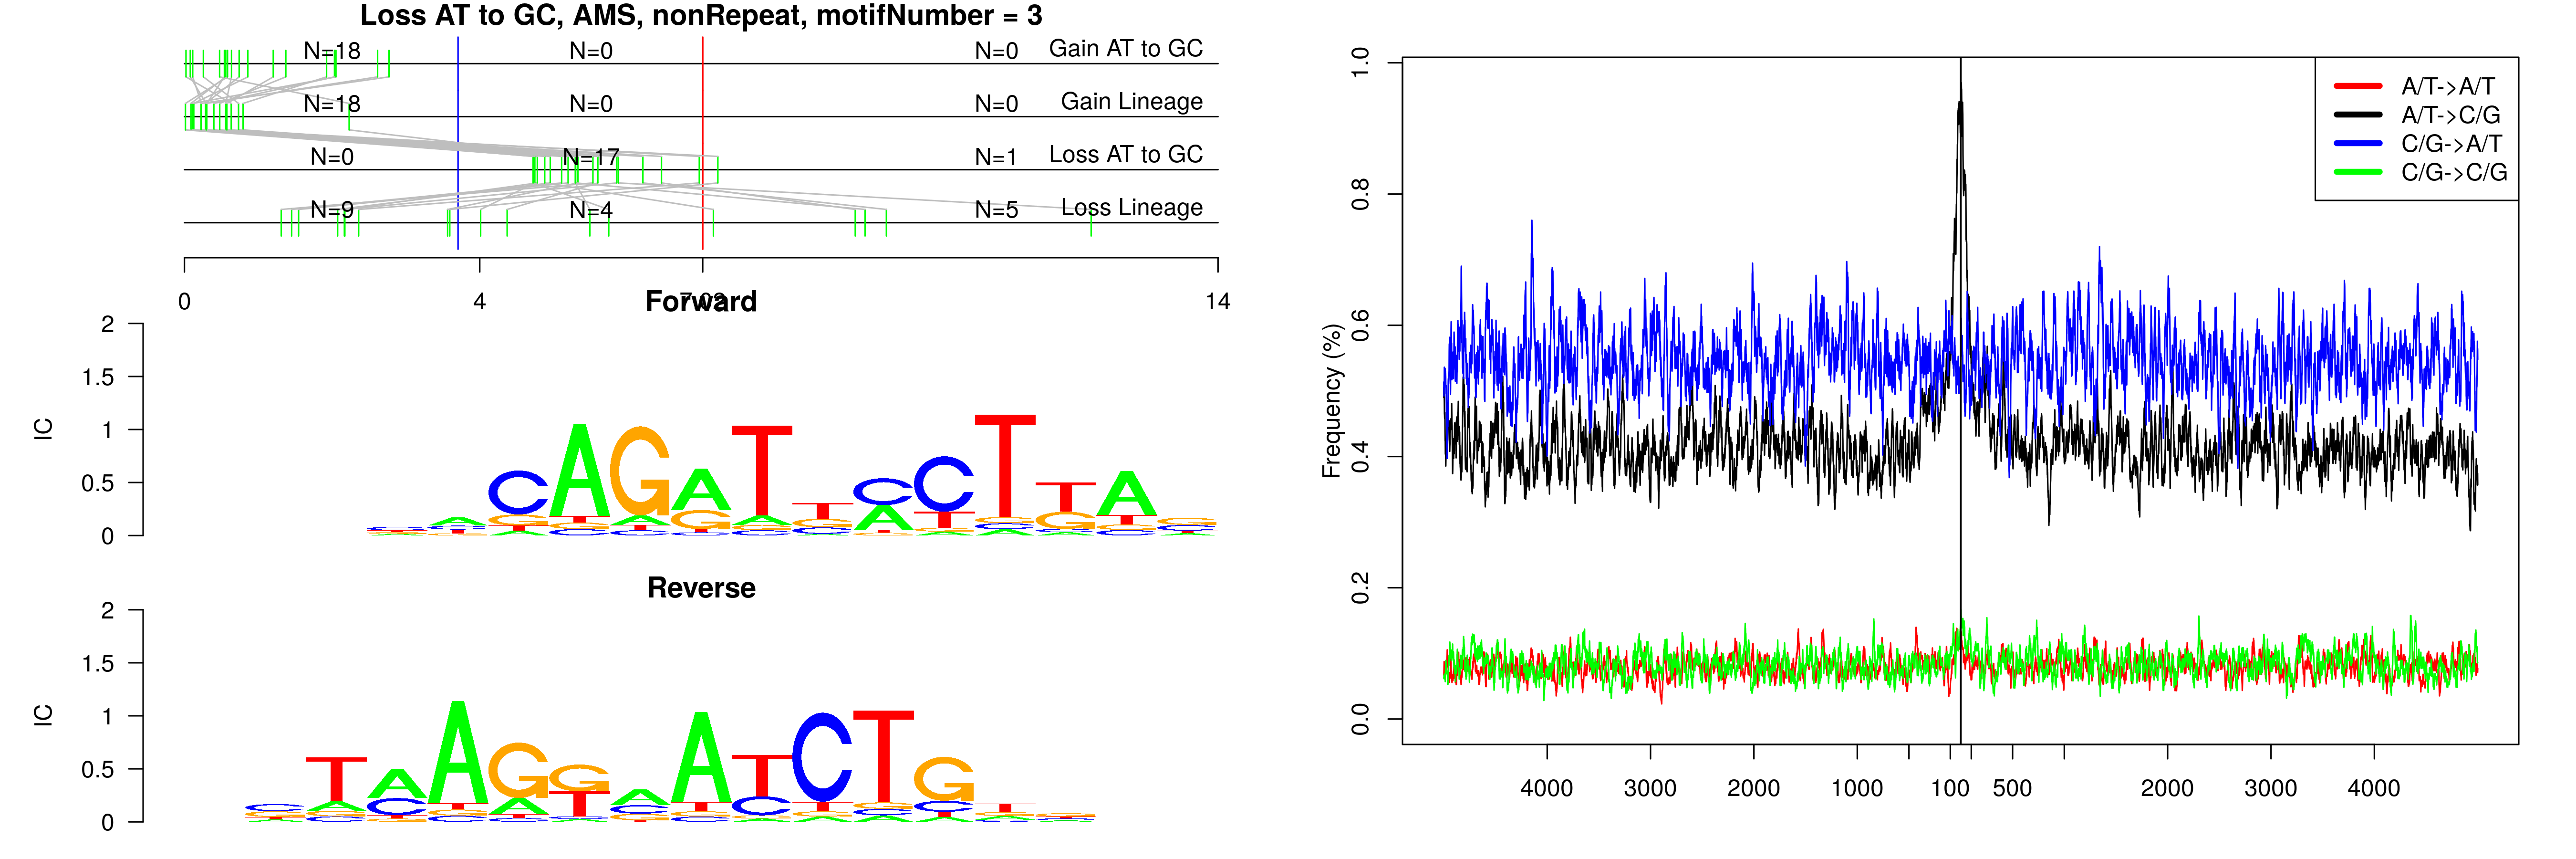 Loss AT to GC, AMS, nonRepeat, motifNumber = 3
N=18 N=0 N=0 Gain AT to GC
N=18 N=0 N=0 Gain Lineage
N=0 N=17 N=1 Loss AT to GC
N=9 N=4 N=5 Loss Lineage
0 4 14
Forward
2
1.5
1
0.5
0
IC
CAGATTCCTTA
Reverse
2
1.5
1
0.5
0
IC
TAAGGAATCTG
1.0
0.8
0.6
0.4
0.2
0.0
Frequency (%)
A/T->A/T
A/T->C/G
C/G->A/T
C/G->C/G
4000 3000 2000 1000 100 500 2000 3000 4000